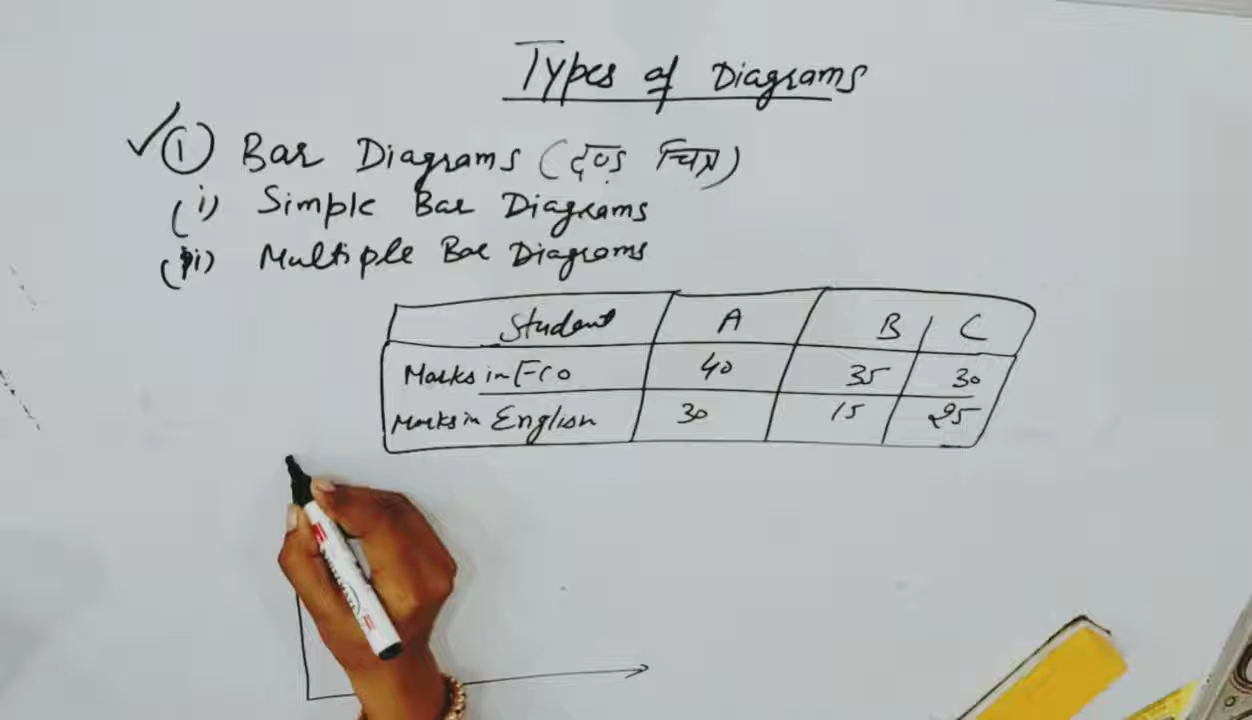 Types of Diagrams
① Bar Diagrams (दण्ड चित्र)
(i) Simple Bar Diagrams
(ii) Multiple Bar Diagrams
Student A B C
Marks in Eco 40 35 30
Marks in English 30 15 25